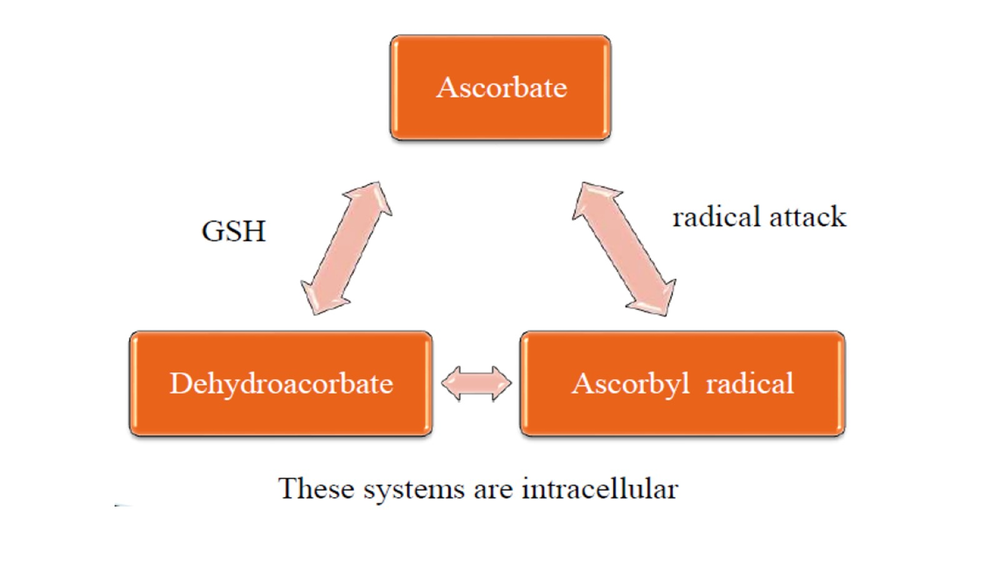 Ascorbate
GSH
radical attack
Dehydroacorbate
Ascorbyl radical
These systems are intracellular